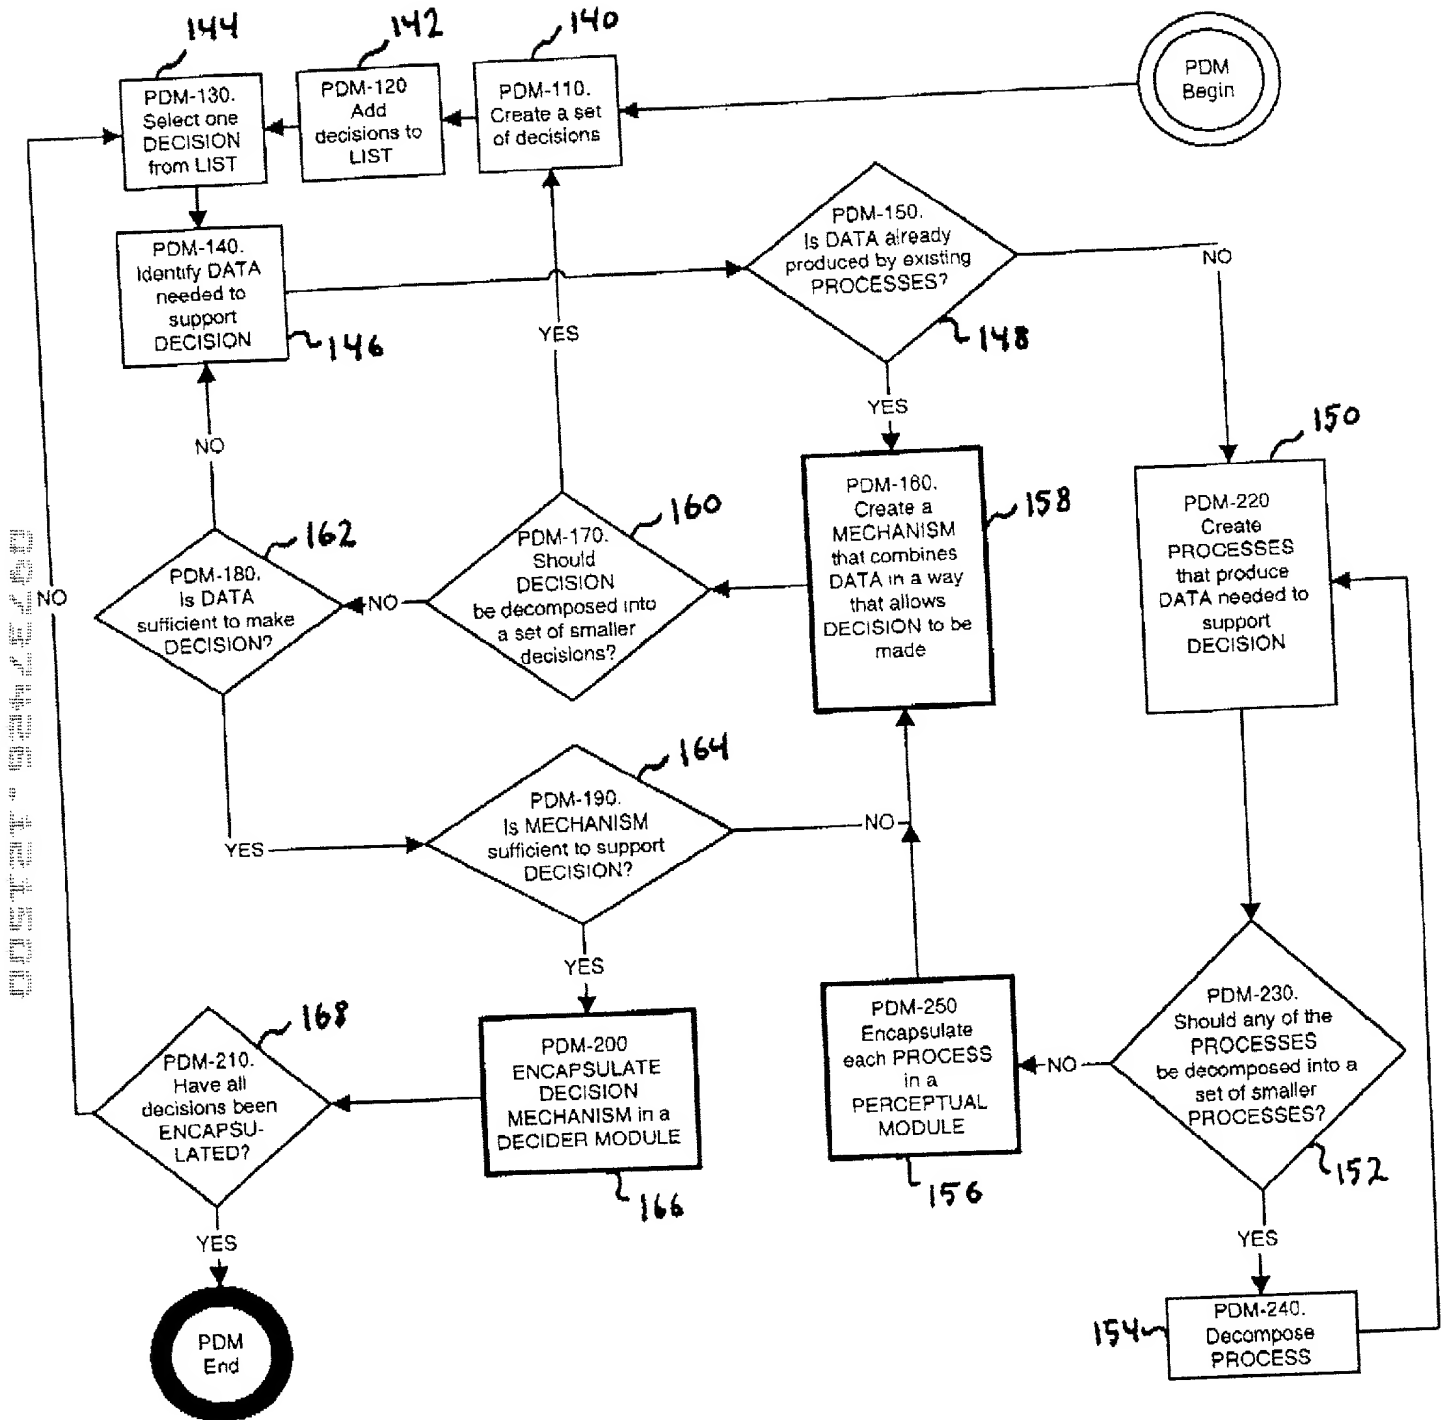 144
142
140
PDM
Begin
PDM-130.
Select one
DECISION
from LIST
PDM-120
Add
decisions to
LIST
PDM-110.
Create a set
of decisions
PDM-140.
Identify DATA
needed to
support
DECISION
146
PDM-150.
Is DATA already
produced by existing
PROCESSES?
148
NO
YES
YES
NO
150
PDM-160.
Create a
MECHANISM
that combines
DATA in a way
that allows
DECISION to be
made
158
PDM-220
Create
PROCESSES
that produce
DATA needed to
support
DECISION
PDM-170.
Should
DECISION
be decomposed into
a set of smaller
decisions?
160
NO
PDM-180.
Is DATA
sufficient to make
DECISION?
162
NO
YES
PDM-190.
Is MECHANISM
sufficient to support
DECISION?
164
NO
YES
PDM-200
ENCAPSULATE
DECISION
MECHANISM in a
DECIDER MODULE
166
PDM-250
Encapsulate
each PROCESS
in a
PERCEPTUAL
MODULE
156
NO
PDM-230.
Should any of the
PROCESSES
be decomposed into a
set of smaller
PROCESSES?
152
YES
PDM-210.
Have all
decisions been
ENCAPSU-
LATED?
168
YES
PDM
End
154
PDM-240.
Decompose
PROCESS